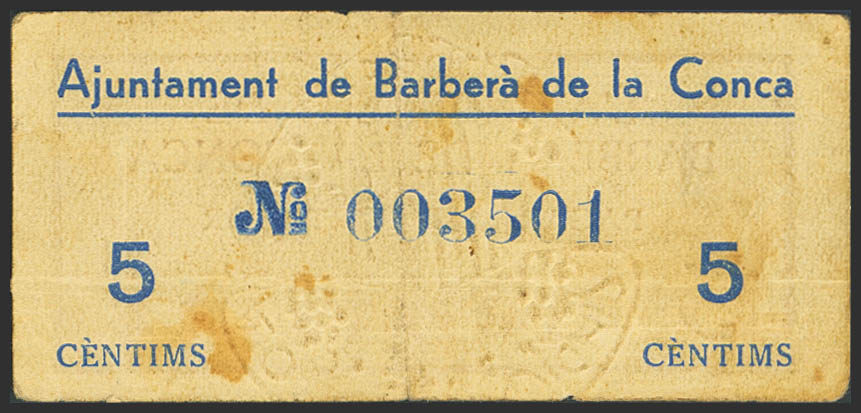 Ajuntament de Barberà de la Conca
Nº 003501
5 5
CÈNTIMS CÈNTIMS